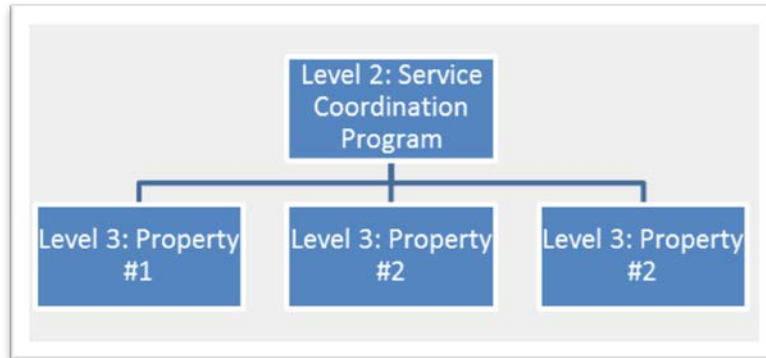 Level 2: Service
Coordination
Program
Level 3: Property
#1
Level 3: Property
#2
Level 3: Property
#2